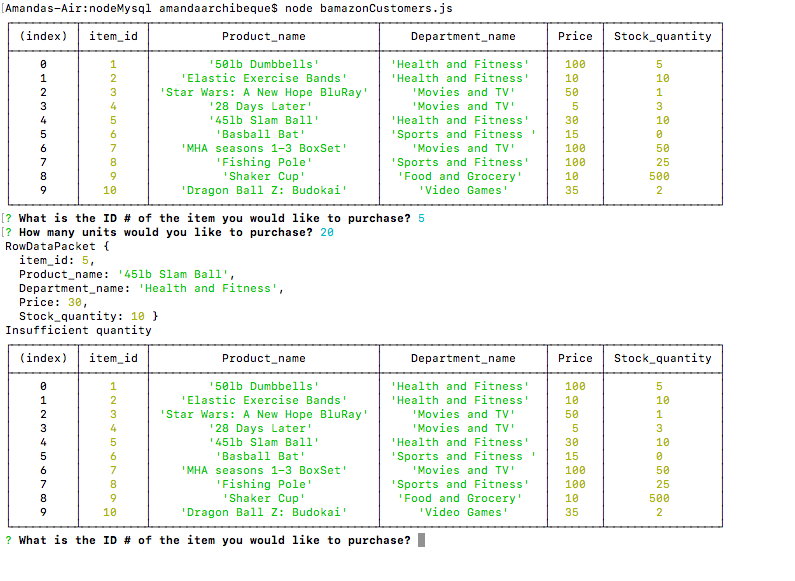 [Amandas-Air:nodeMysql amandaarchibeque$ node bamazonCustomers.js
(index) item_id Product_name Department_name Price Stock_quantity
0 1 '50lb Dumbbells' 'Health and Fitness' 100 5
1 2 'Elastic Exercise Bands' 'Health and Fitness' 10 10
2 3 'Star Wars: A New Hope BluRay' 'Movies and TV' 50 1
3 4 '28 Days Later' 'Movies and TV' 5 3
4 5 '45lb Slam Ball' 'Health and Fitness' 30 10
5 6 'Basball Bat' 'Sports and Fitness ' 15 0
6 7 'MHA seasons 1-3 BoxSet' 'Movies and TV' 100 50
7 8 'Fishing Pole' 'Sports and Fitness' 100 25
8 9 'Shaker Cup' 'Food and Grocery' 10 500
9 10 'Dragon Ball Z: Budokai' 'Video Games' 35 2
[? What is the ID # of the item you would like to purchase? 5
[? How many units would you like to purchase? 20
RowDataPacket {
item_id: 5,
Product_name: '45lb Slam Ball',
Department_name: 'Health and Fitness',
Price: 30,
Stock_quantity: 10 }
Insufficient quantity
(index) item_id Product_name Department_name Price Stock_quantity
0 1 '50lb Dumbbells' 'Health and Fitness' 100 5
1 2 'Elastic Exercise Bands' 'Health and Fitness' 10 10
2 3 'Star Wars: A New Hope BluRay' 'Movies and TV' 50 1
3 4 '28 Days Later' 'Movies and TV' 5 3
4 5 '45lb Slam Ball' 'Health and Fitness' 30 10
5 6 'Basball Bat' 'Sports and Fitness ' 15 0
6 7 'MHA seasons 1-3 BoxSet' 'Movies and TV' 100 50
7 8 'Fishing Pole' 'Sports and Fitness' 100 25
8 9 'Shaker Cup' 'Food and Grocery' 10 500
9 10 'Dragon Ball Z: Budokai' 'Video Games' 35 2
? What is the ID # of the item you would like to purchase?